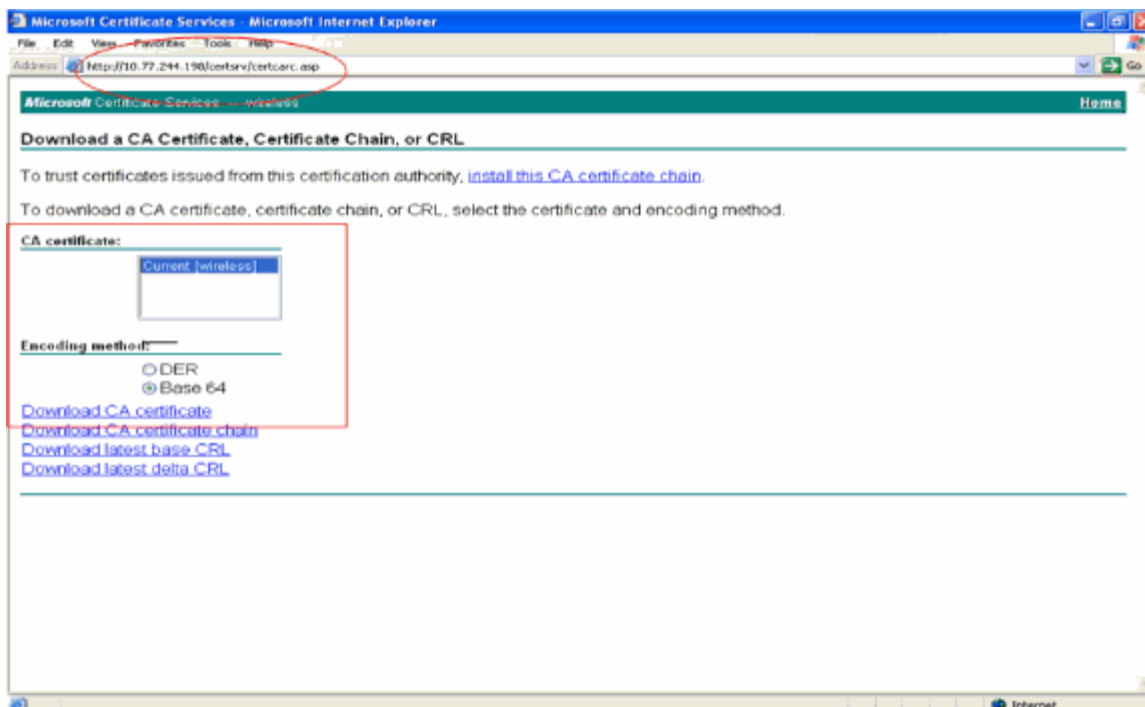 Microsoft Certificate Services - Microsoft Internet Explorer
File Edit View Favorites Tools Help
Address http://10.77.244.198/certsrv/certcarc.asp Go
Microsoft Certificate Services -- wireless Home
Download a CA Certificate, Certificate Chain, or CRL
To trust certificates issued from this certification authority, install this CA certificate chain.
To download a CA certificate, certificate chain, or CRL, select the certificate and encoding method.
CA certificate:
Current [wireless]
Encoding method:
DER
Base 64
Download CA certificate
Download CA certificate chain
Download latest base CRL
Download latest delta CRL
Internet